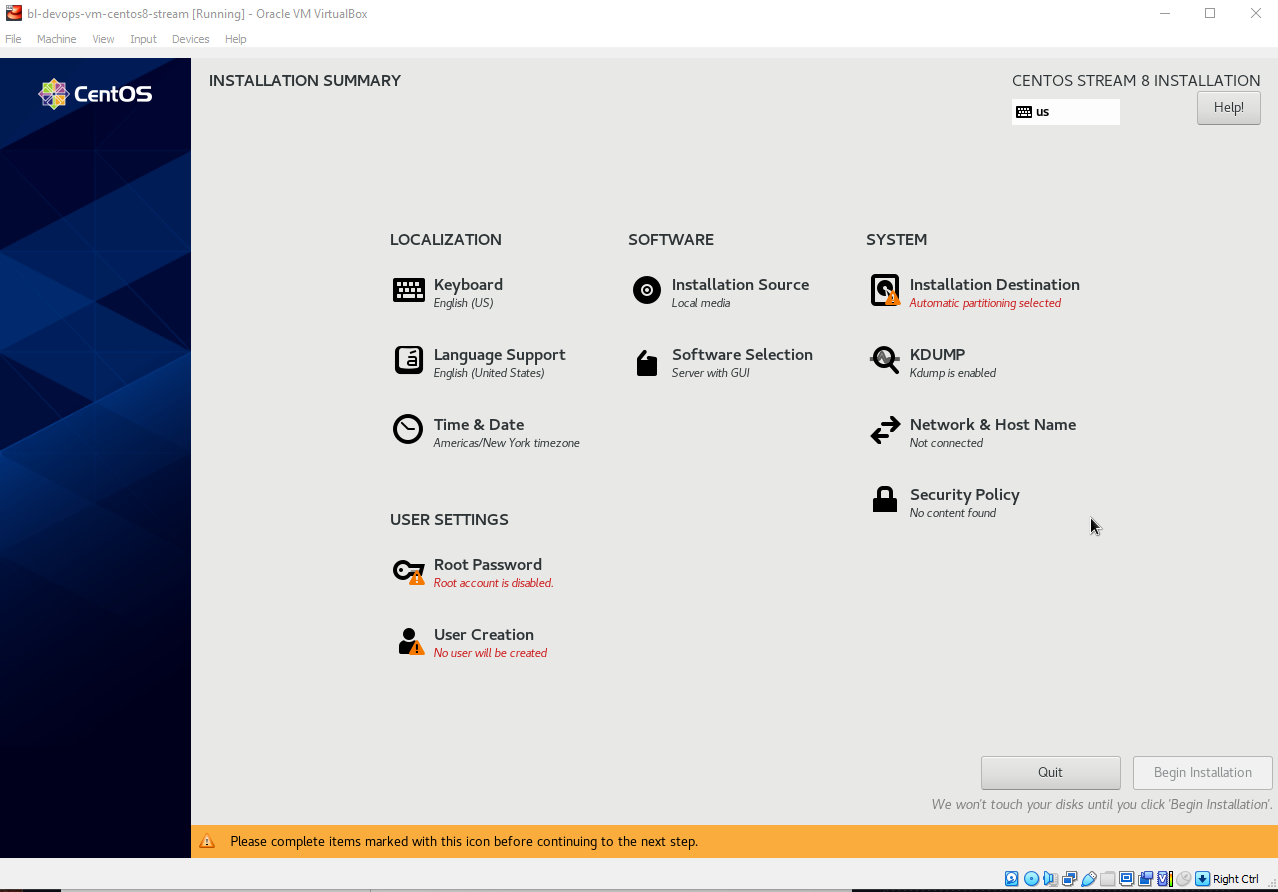 bl-devops-vm-centos8-stream [Running] - Oracle VM VirtualBox
File Machine View Input Devices Help
CentOS
INSTALLATION SUMMARY
CENTOS STREAM 8 INSTALLATION
us
Help!
LOCALIZATION
Keyboard
English (US)
Language Support
English (United States)
Time & Date
Americas/New York timezone
SOFTWARE
Installation Source
Local media
Software Selection
Server with GUI
SYSTEM
Installation Destination
Automatic partitioning selected
KDUMP
Kdump is enabled
Network & Host Name
Not connected
Security Policy
No content found
USER SETTINGS
Root Password
Root account is disabled.
User Creation
No user will be created
Quit
Begin Installation
We won't touch your disks until you click 'Begin Installation'.
Please complete items marked with this icon before continuing to the next step.
Right Ctrl